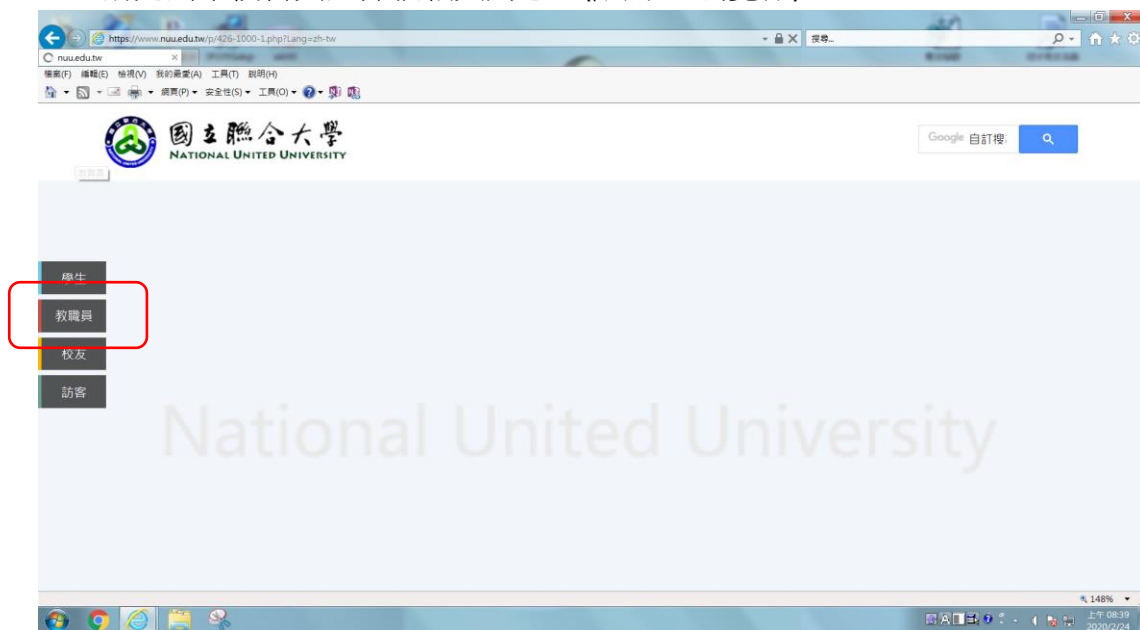 https://www.nuu.edu.tw/p/426-1000-1.php?Lang=zh-tw
搜尋...
nuu.edu.tw
檔案(F) 編輯(E) 檢視(V) 我的最愛(A) 工具(T) 說明(H)
網頁(P) 安全性(S) 工具(O)
國立聯合大學
NATIONAL UNITED UNIVERSITY
Google 自訂搜
學生
教職員
校友
訪客
National United University
148%
上午 08:39
2020/2/24